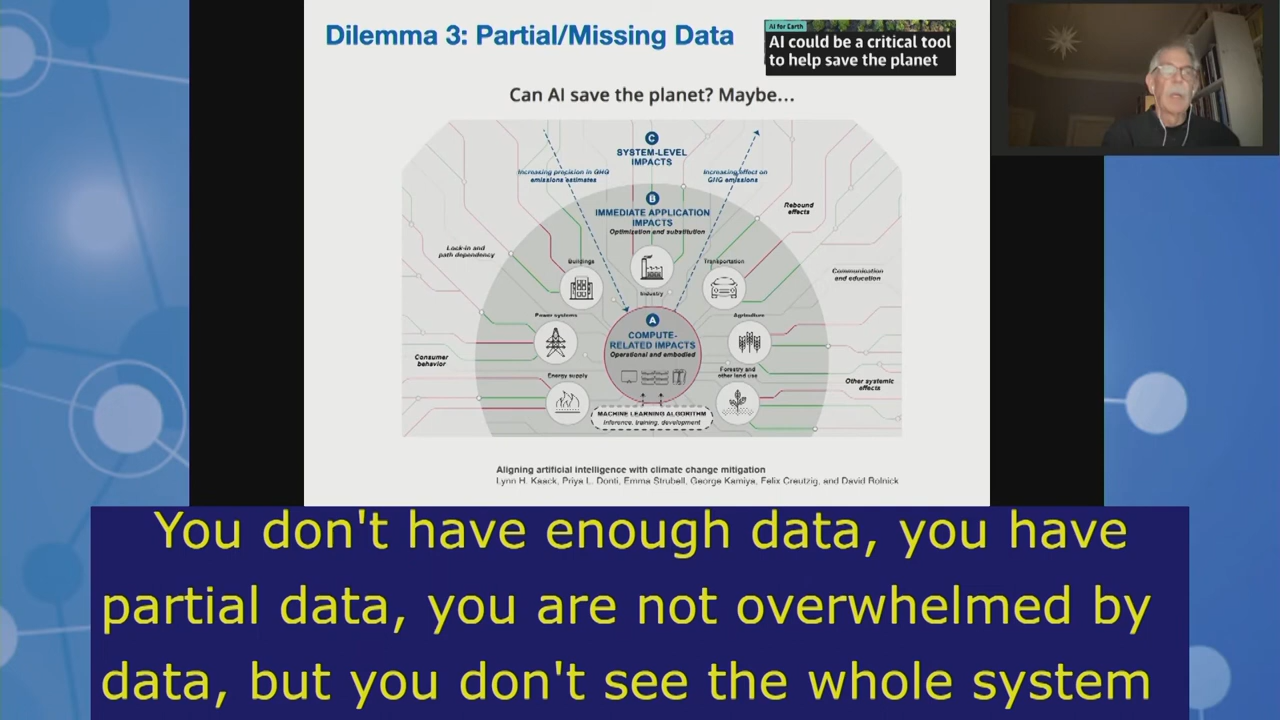 Dilemma 3: Partial/Missing Data
AI for Earth
AI could be a critical tool
to help save the planet
Can AI save the planet? Maybe…
C
SYSTEM-LEVEL
IMPACTS
Increasing precision in GHG
emissions estimates
Increasing effect on
GHG emissions
B
IMMEDIATE APPLICATION
IMPACTS
Optimization and substitution
Rebound
effects
Lock-in and
path dependency
Communication
and education
Buildings
Industry
Transportation
Power systems
Agriculture
A
COMPUTE-
RELATED IMPACTS
Operational and embodied
Consumer
behavior
Energy supply
Forestry and
other land use
Other systemic
effects
MACHINE LEARNING ALGORITHM
Inference, training, development
Aligning artificial intelligence with climate change mitigation
Lynn H. Kaack, Priya L. Donti, Emma Strubell, George Kamiya, Felix Creutzig, and David Rolnick
You don't have enough data, you have
partial data, you are not overwhelmed by
data, but you don't see the whole system